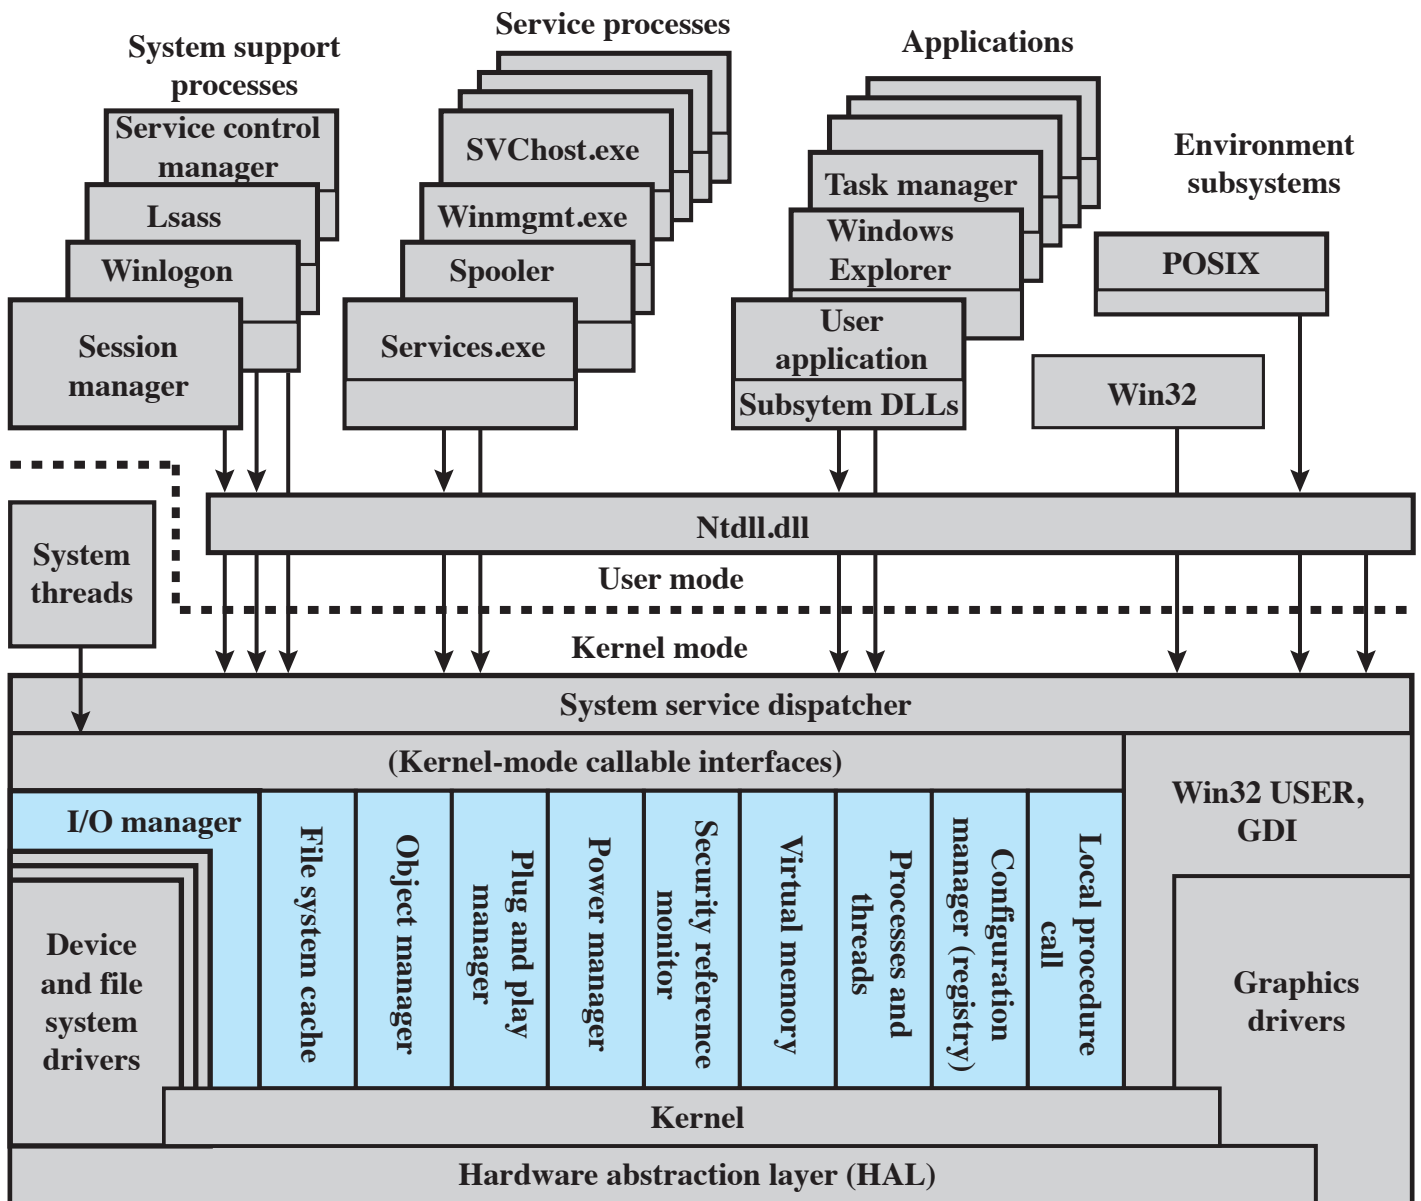 System support
processes
Service processes
Applications
Environment
subsystems
Service control
manager
Lsass
Winlogon
Session
manager
SVChost.exe
Winmgmt.exe
Spooler
Services.exe
Task manager
Windows
Explorer
User
application
Subsytem DLLs
POSIX
Win32
System
threads
Ntdll.dll
User mode
Kernel mode
System service dispatcher
(Kernel-mode callable interfaces)
Win32 USER,
GDI
I/O manager
Device
and file
system
drivers
File system cache
Object manager
Plug and play
manager
Power manager
Security reference
monitor
Virtual memory
Processes and
threads
Configuration
manager (registry)
Local procedure
call
Graphics
drivers
Kernel
Hardware abstraction layer (HAL)